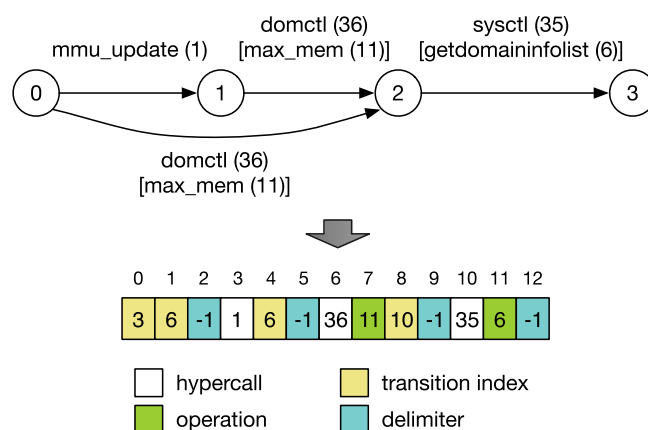 domctl (36)
sysctl (35)
mmu_update (1)
[max_mem (11)]
[getdomaininfolist (6)]
0
1
2
3
domctl (36)
[max_mem (11)]
0 1 2 3 4 5 6 7 8 9 10 11 12
3 6 -1 1 6 -1 36 11 10 -1 35 6 -1
hypercall
transition index
operation
delimiter